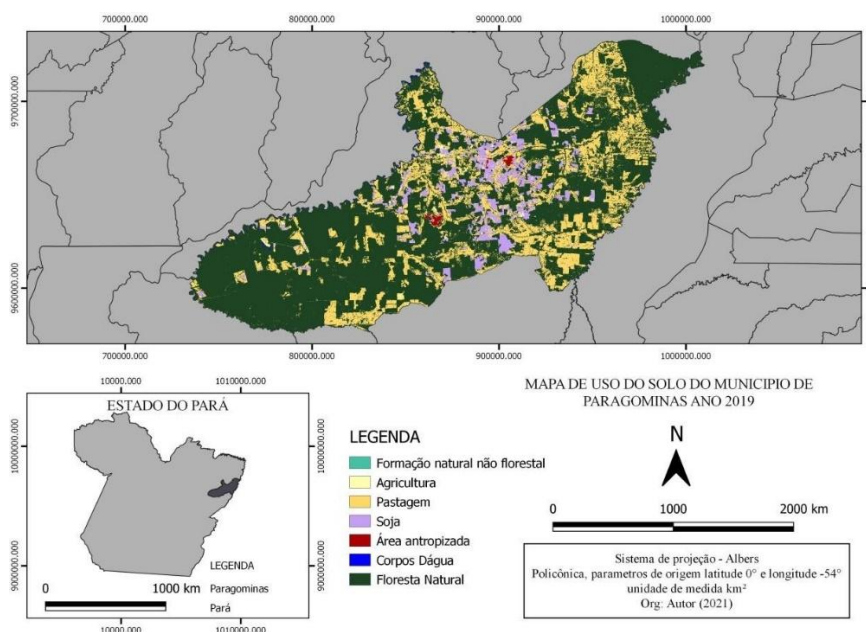 700000.000 800000.000 900000.000 1000000.000
9700000.000
9600000.000
700000.000 800000.000 900000.000 1000000.000
10000.000 1010000.000
ESTADO DO PARÁ
1000000.000
9000000.000
LEGENDA
0 1000 km
Paragominas
Pará
10000.000 1010000.000
1000000.000
9000000.000
LEGENDA
Formação natural não florestal
Agricultura
Pastagem
Soja
Área antropizada
Corpos Dágua
Floresta Natural
MAPA DE USO DO SOLO DO MUNICIPIO DE
PARAGOMINAS ANO 2019
N
0 1000 2000 km
Sistema de projeção - Albers
Policônica, parametros de origem latitude 0° e longitude -54°
unidade de medida km²
Org: Autor (2021)